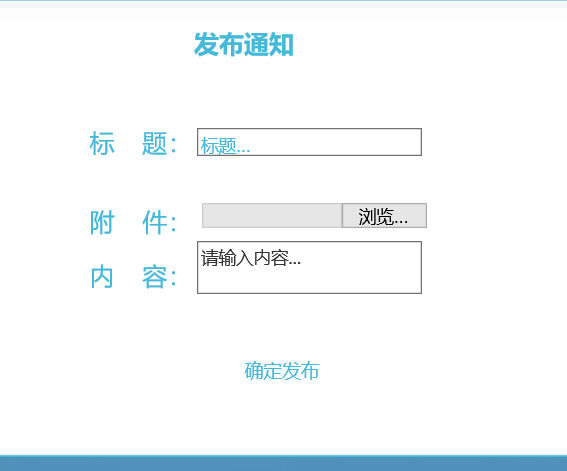 发布通知
标 题： 标题...
附 件： 浏览...
内 容： 请输入内容...
确定发布